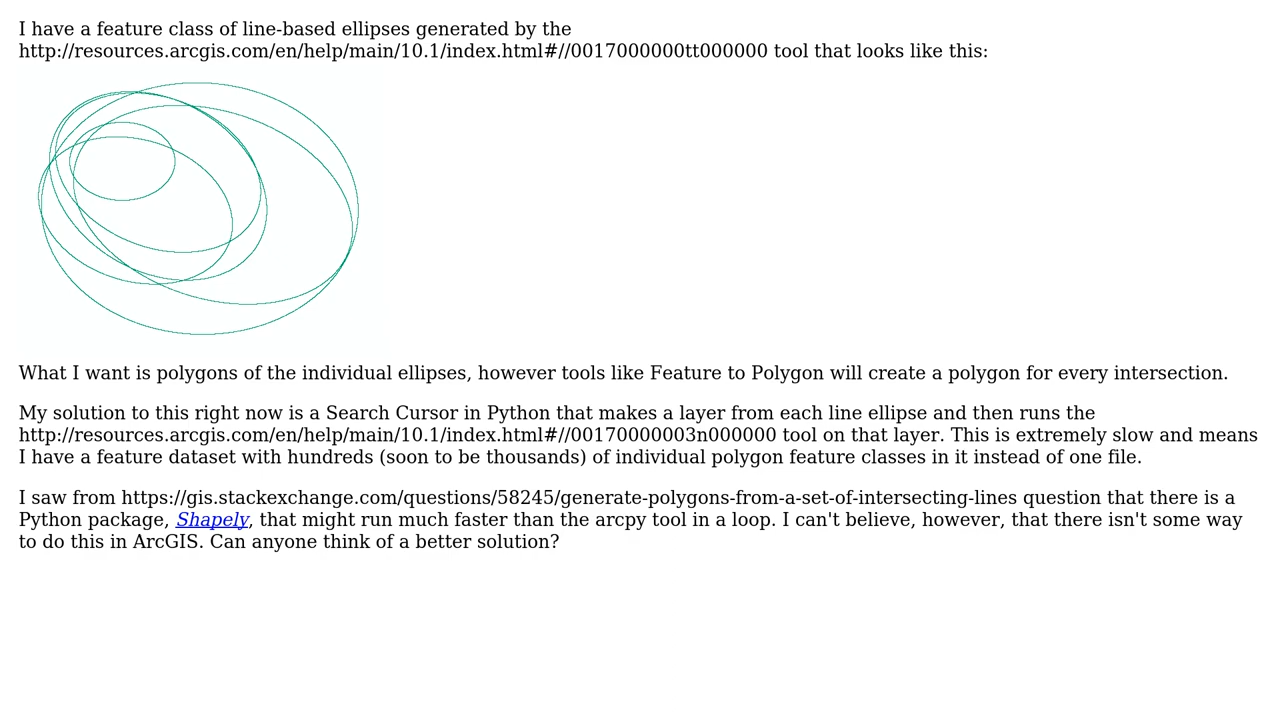 I have a feature class of line-based ellipses generated by the
http://resources.arcgis.com/en/help/main/10.1/index.html#//0017000000tt000000 tool that looks like this:
What I want is polygons of the individual ellipses, however tools like Feature to Polygon will create a polygon for every intersection.
My solution to this right now is a Search Cursor in Python that makes a layer from each line ellipse and then runs the
http://resources.arcgis.com/en/help/main/10.1/index.html#//00170000003n000000 tool on that layer. This is extremely slow and means
I have a feature dataset with hundreds (soon to be thousands) of individual polygon feature classes in it instead of one file.
I saw from https://gis.stackexchange.com/questions/58245/generate-polygons-from-a-set-of-intersecting-lines question that there is a
Python package, Shapely, that might run much faster than the arcpy tool in a loop. I can't believe, however, that there isn't some way
to do this in ArcGIS. Can anyone think of a better solution?